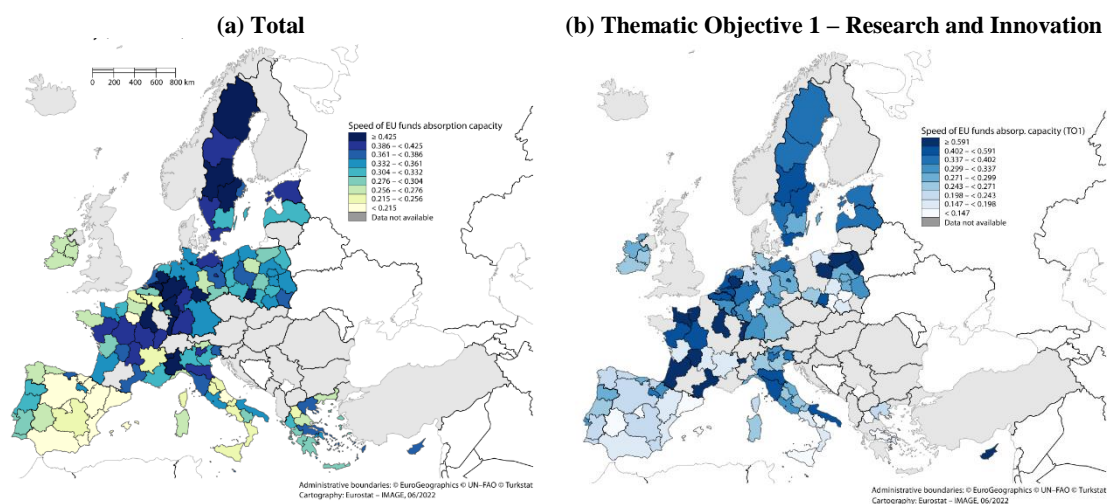 (a) Total
0 200 400 600 800 km
Speed of EU funds absorption capacity
≥ 0.425
0.386 – < 0.425
0.361 – < 0.386
0.332 – < 0.361
0.304 – < 0.332
0.276 – < 0.304
0.256 – < 0.276
0.215 – < 0.256
< 0.215
Data not available
Administrative boundaries: © EuroGeographics © UN–FAO © Turkstat
Cartography: Eurostat – IMAGE, 06/2022
(b) Thematic Objective 1 – Research and Innovation
Speed of EU funds absorp. capacity (TO1)
≥ 0.591
0.402 – < 0.591
0.337 – < 0.402
0.299 – < 0.337
0.271 – < 0.299
0.243 – < 0.271
0.198 – < 0.243
0.147 – < 0.198
< 0.147
Data not available
Administrative boundaries: © EuroGeographics © UN–FAO © Turkstat
Cartography: Eurostat – IMAGE, 06/2022